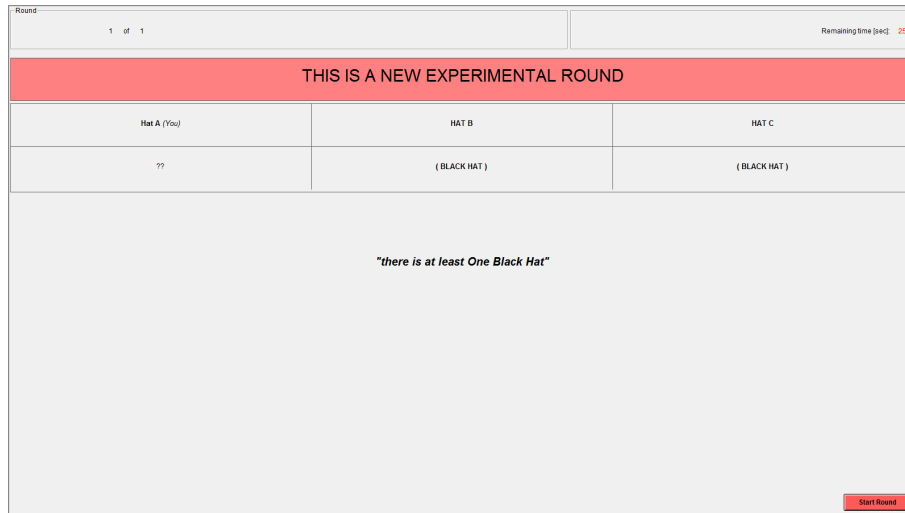 Round
1 of 1
Remaining time [sec]: 25
THIS IS A NEW EXPERIMENTAL ROUND
Hat A (You)
HAT B
HAT C
??
( BLACK HAT )
( BLACK HAT )
"there is at least One Black Hat"
Start Round